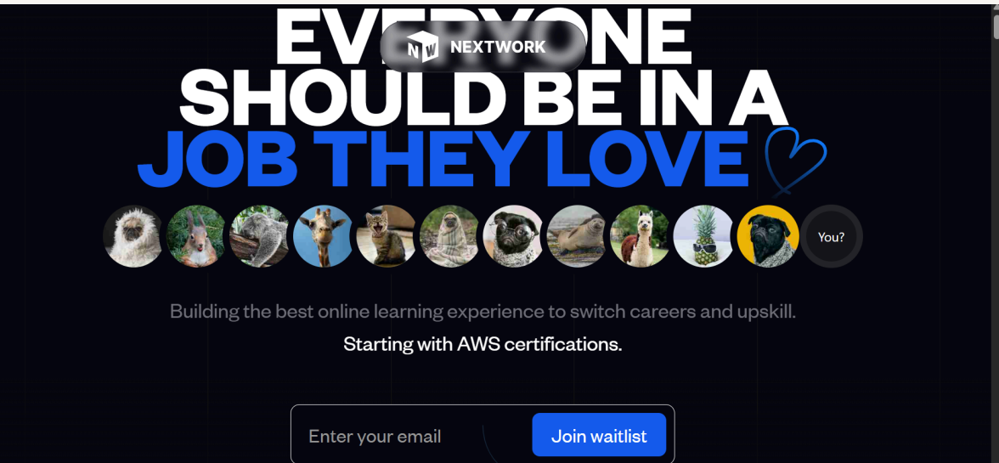 EVERYONE
NW NEXTWORK
SHOULD BE IN A
JOB THEY LOVE
You?
Building the best online learning experience to switch careers and upskill.
Starting with AWS certifications.
Enter your email
Join waitlist